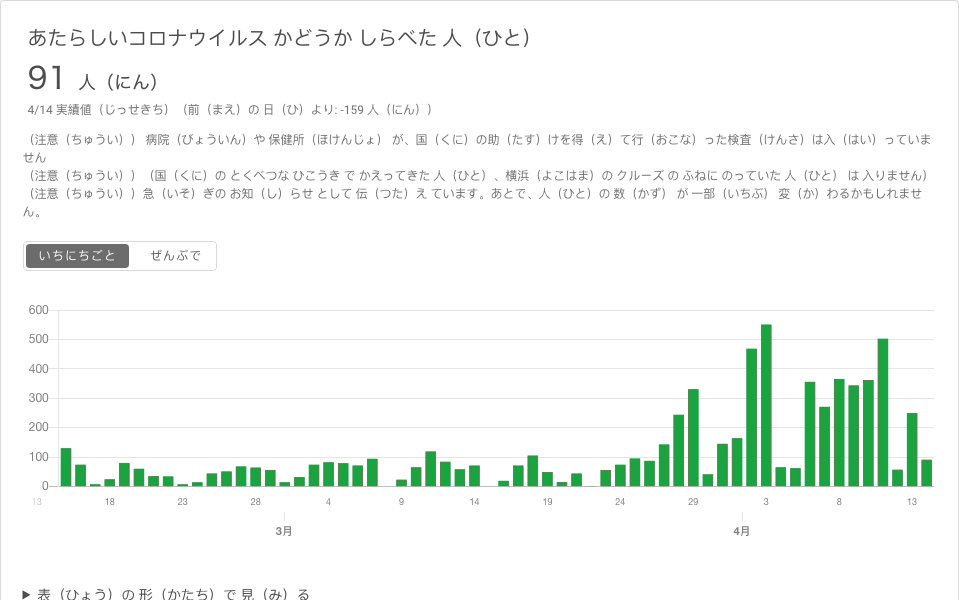 あたらしいコロナウイルス かどうか しらべた 人（ひと）
91 人（にん）
4/14 実績値（じっせきち）（前（まえ）の 日（ひ）より: -159 人（にん））
（注意（ちゅうい）） 病院（びょういん）や 保健所（ほけんじょ） が、国（くに）の助（たす）けを得（え）て行（おこな）った検査（けんさ）は入（はい）っていま
せん
（注意（ちゅうい））（国（くに）の とくべつな ひこうき で かえってきた 人（ひと）、横浜（よこはま）の クルーズ の ふねに のっていた 人（ひと） は 入りません）
（注意（ちゅうい））急（いそ）ぎの お知（し）らせ として 伝（つた）え ています。あとで、人（ひと）の 数（かず） が 一部（いちぶ） 変（か）わるかもしれませ
ん。
いちにちごと ぜんぶで
600
500
400
300
200
100
0
13 18 23 28 4 9 14 19 24 29 3 8 13
3月 4月
▶ 表（ひょう）の 形（かたち）で 見（み）る